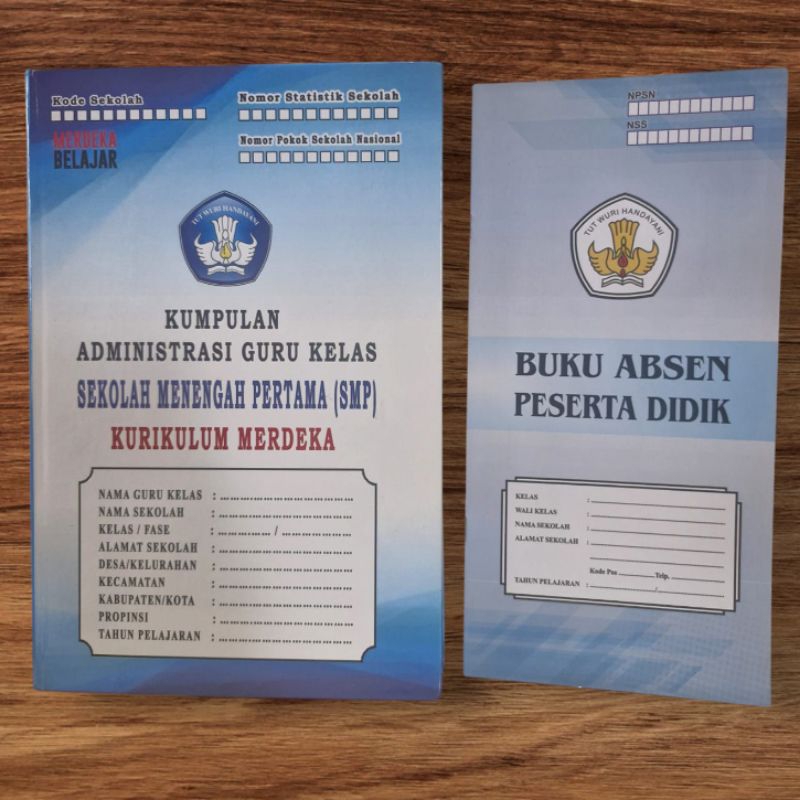 Kode Sekolah
Nomor Statistik Sekolah
MERDEKA
BELAJAR
Nomor Pokok Sekolah Nasional
TUT WURI HANDAYANI
KUMPULAN
ADMINISTRASI GURU KELAS
SEKOLAH MENENGAH PERTAMA (SMP)
KURIKULUM MERDEKA
NAMA GURU KELAS :
NAMA SEKOLAH :
KELAS / FASE : /
ALAMAT SEKOLAH :
DESA/KELURAHAN :
KECAMATAN :
KABUPATEN/KOTA :
PROPINSI :
TAHUN PELAJARAN :
NPSN
NSS
TUT WURI HANDAYANI
BUKU ABSEN
PESERTA DIDIK
KELAS :
WALI KELAS :
NAMA SEKOLAH :
ALAMAT SEKOLAH :
Kode Pos Telp.
TAHUN PELAJARAN : /